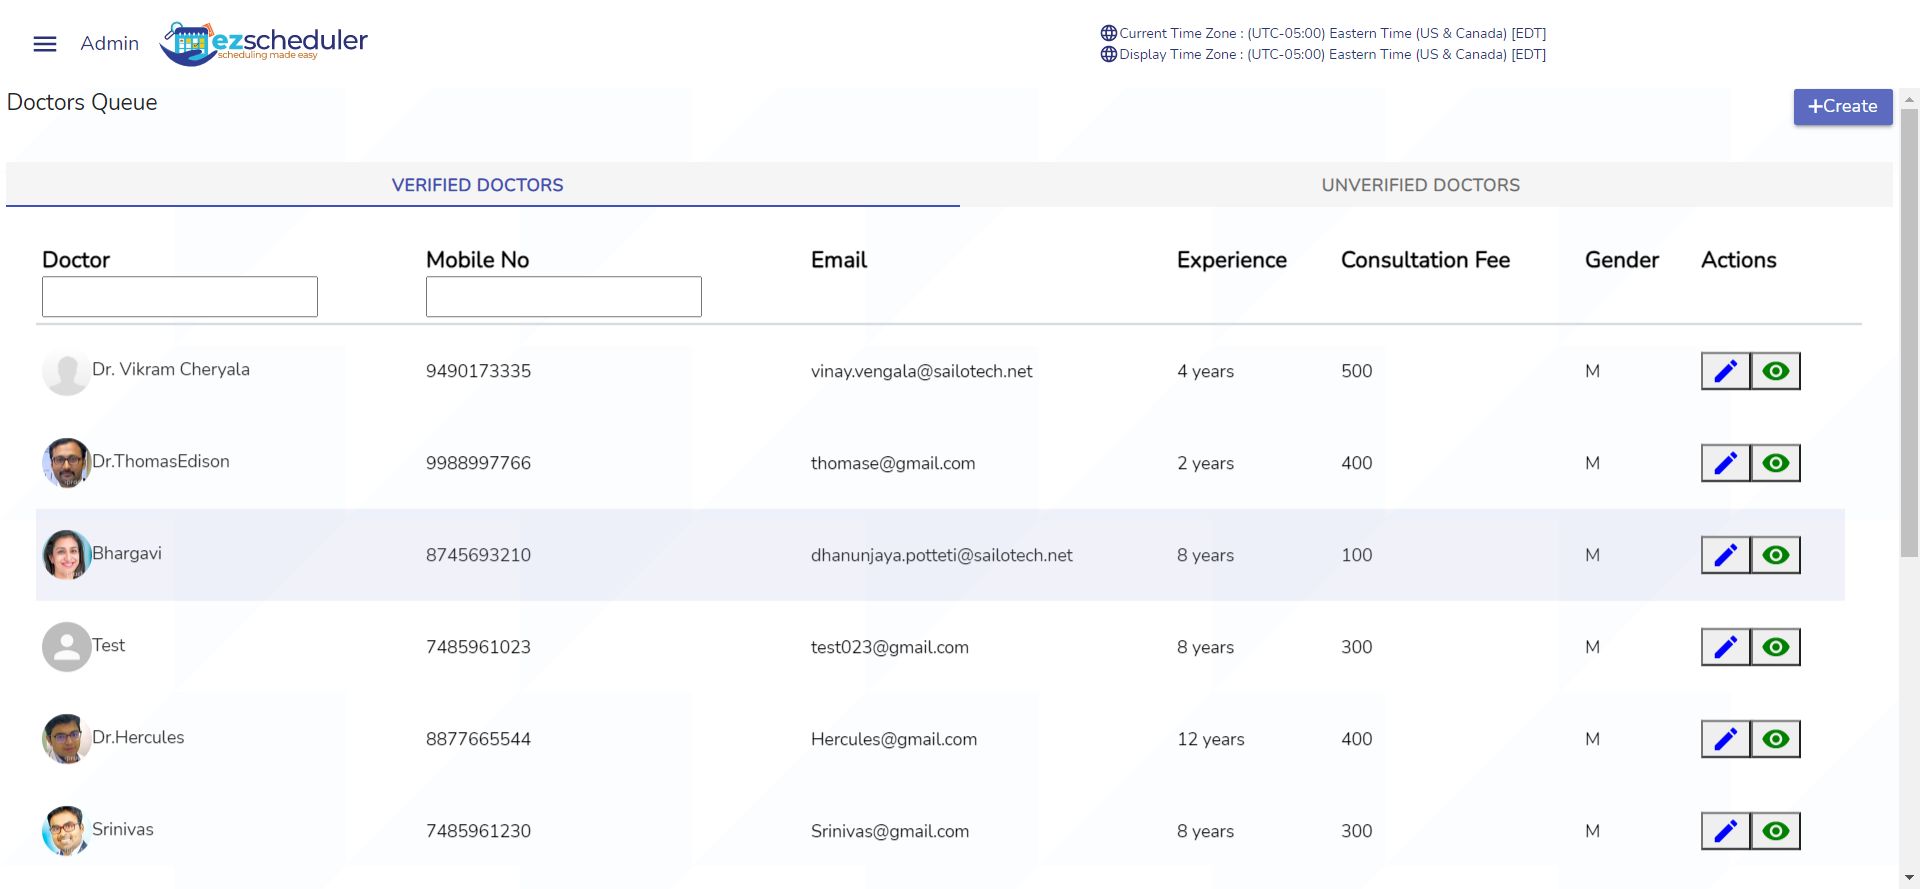 Admin
ezscheduler
scheduling made easy
Current Time Zone : (UTC-05:00) Eastern Time (US & Canada) [EDT]
Display Time Zone : (UTC-05:00) Eastern Time (US & Canada) [EDT]
Doctors Queue
+Create
VERIFIED DOCTORS UNVERIFIED DOCTORS
Doctor Mobile No Email Experience Consultation Fee Gender Actions
Dr. Vikram Cheryala 9490173335 vinay.vengala@sailotech.net 4 years 500 M
Dr.ThomasEdison 9988997766 thomase@gmail.com 2 years 400 M
Bhargavi 8745693210 dhanunjaya.potteti@sailotech.net 8 years 100 M
Test 7485961023 test023@gmail.com 8 years 300 M
Dr.Hercules 8877665544 Hercules@gmail.com 12 years 400 M
Srinivas 7485961230 Srinivas@gmail.com 8 years 300 M